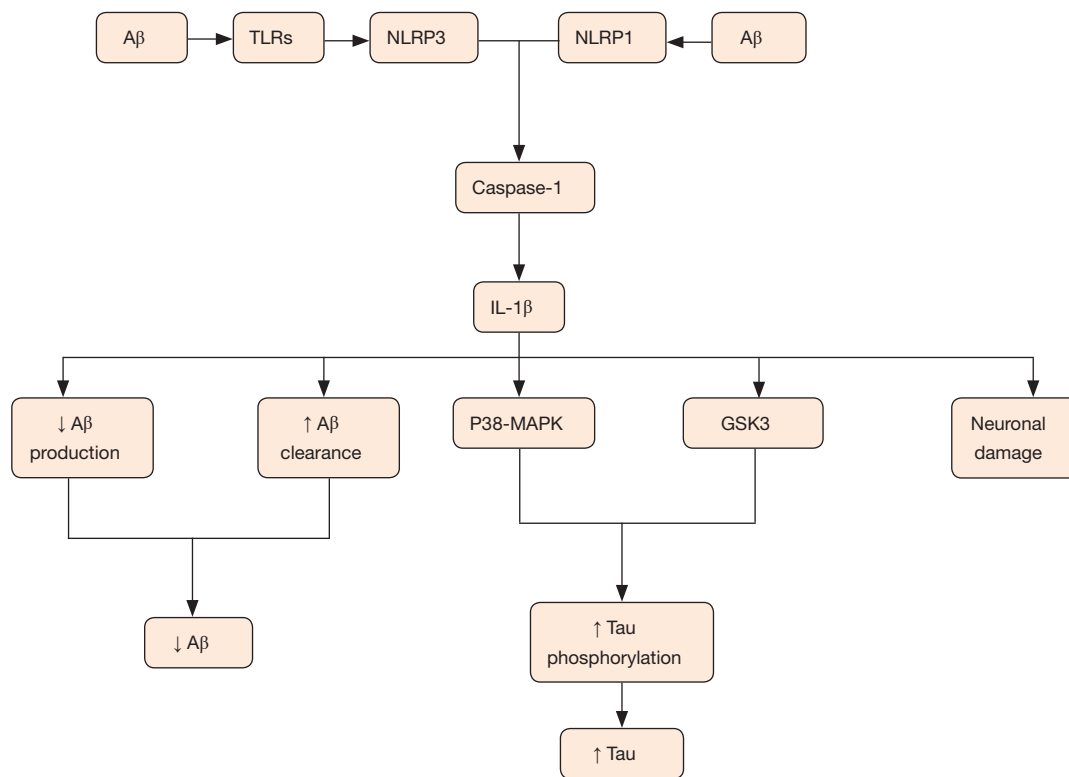 Aβ
TLRs
NLRP3
NLRP1
Aβ
Caspase-1
IL-1β
↓ Aβ
production
↑ Aβ
clearance
P38-MAPK
GSK3
Neuronal
damage
↓ Aβ
↑ Tau
phosphorylation
↑ Tau